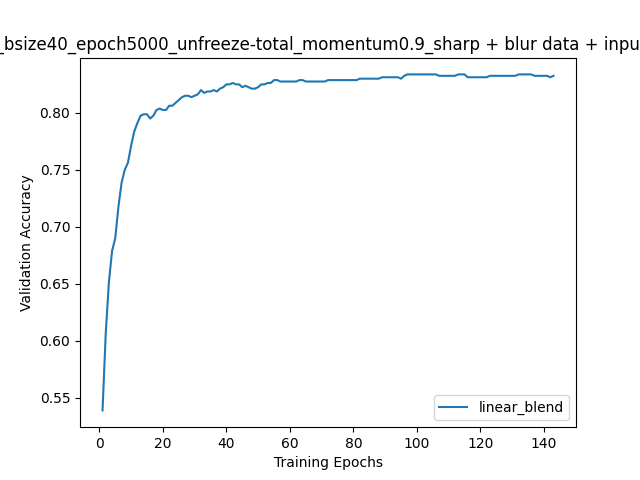 _bsize40_epoch5000_unfreeze-total_momentum0.9_sharp + blur data + inpu
0.80
0.75
0.70
0.65
0.60
0.55
Validation Accuracy
linear_blend
0 20 40 60 80 100 120 140
Training Epochs